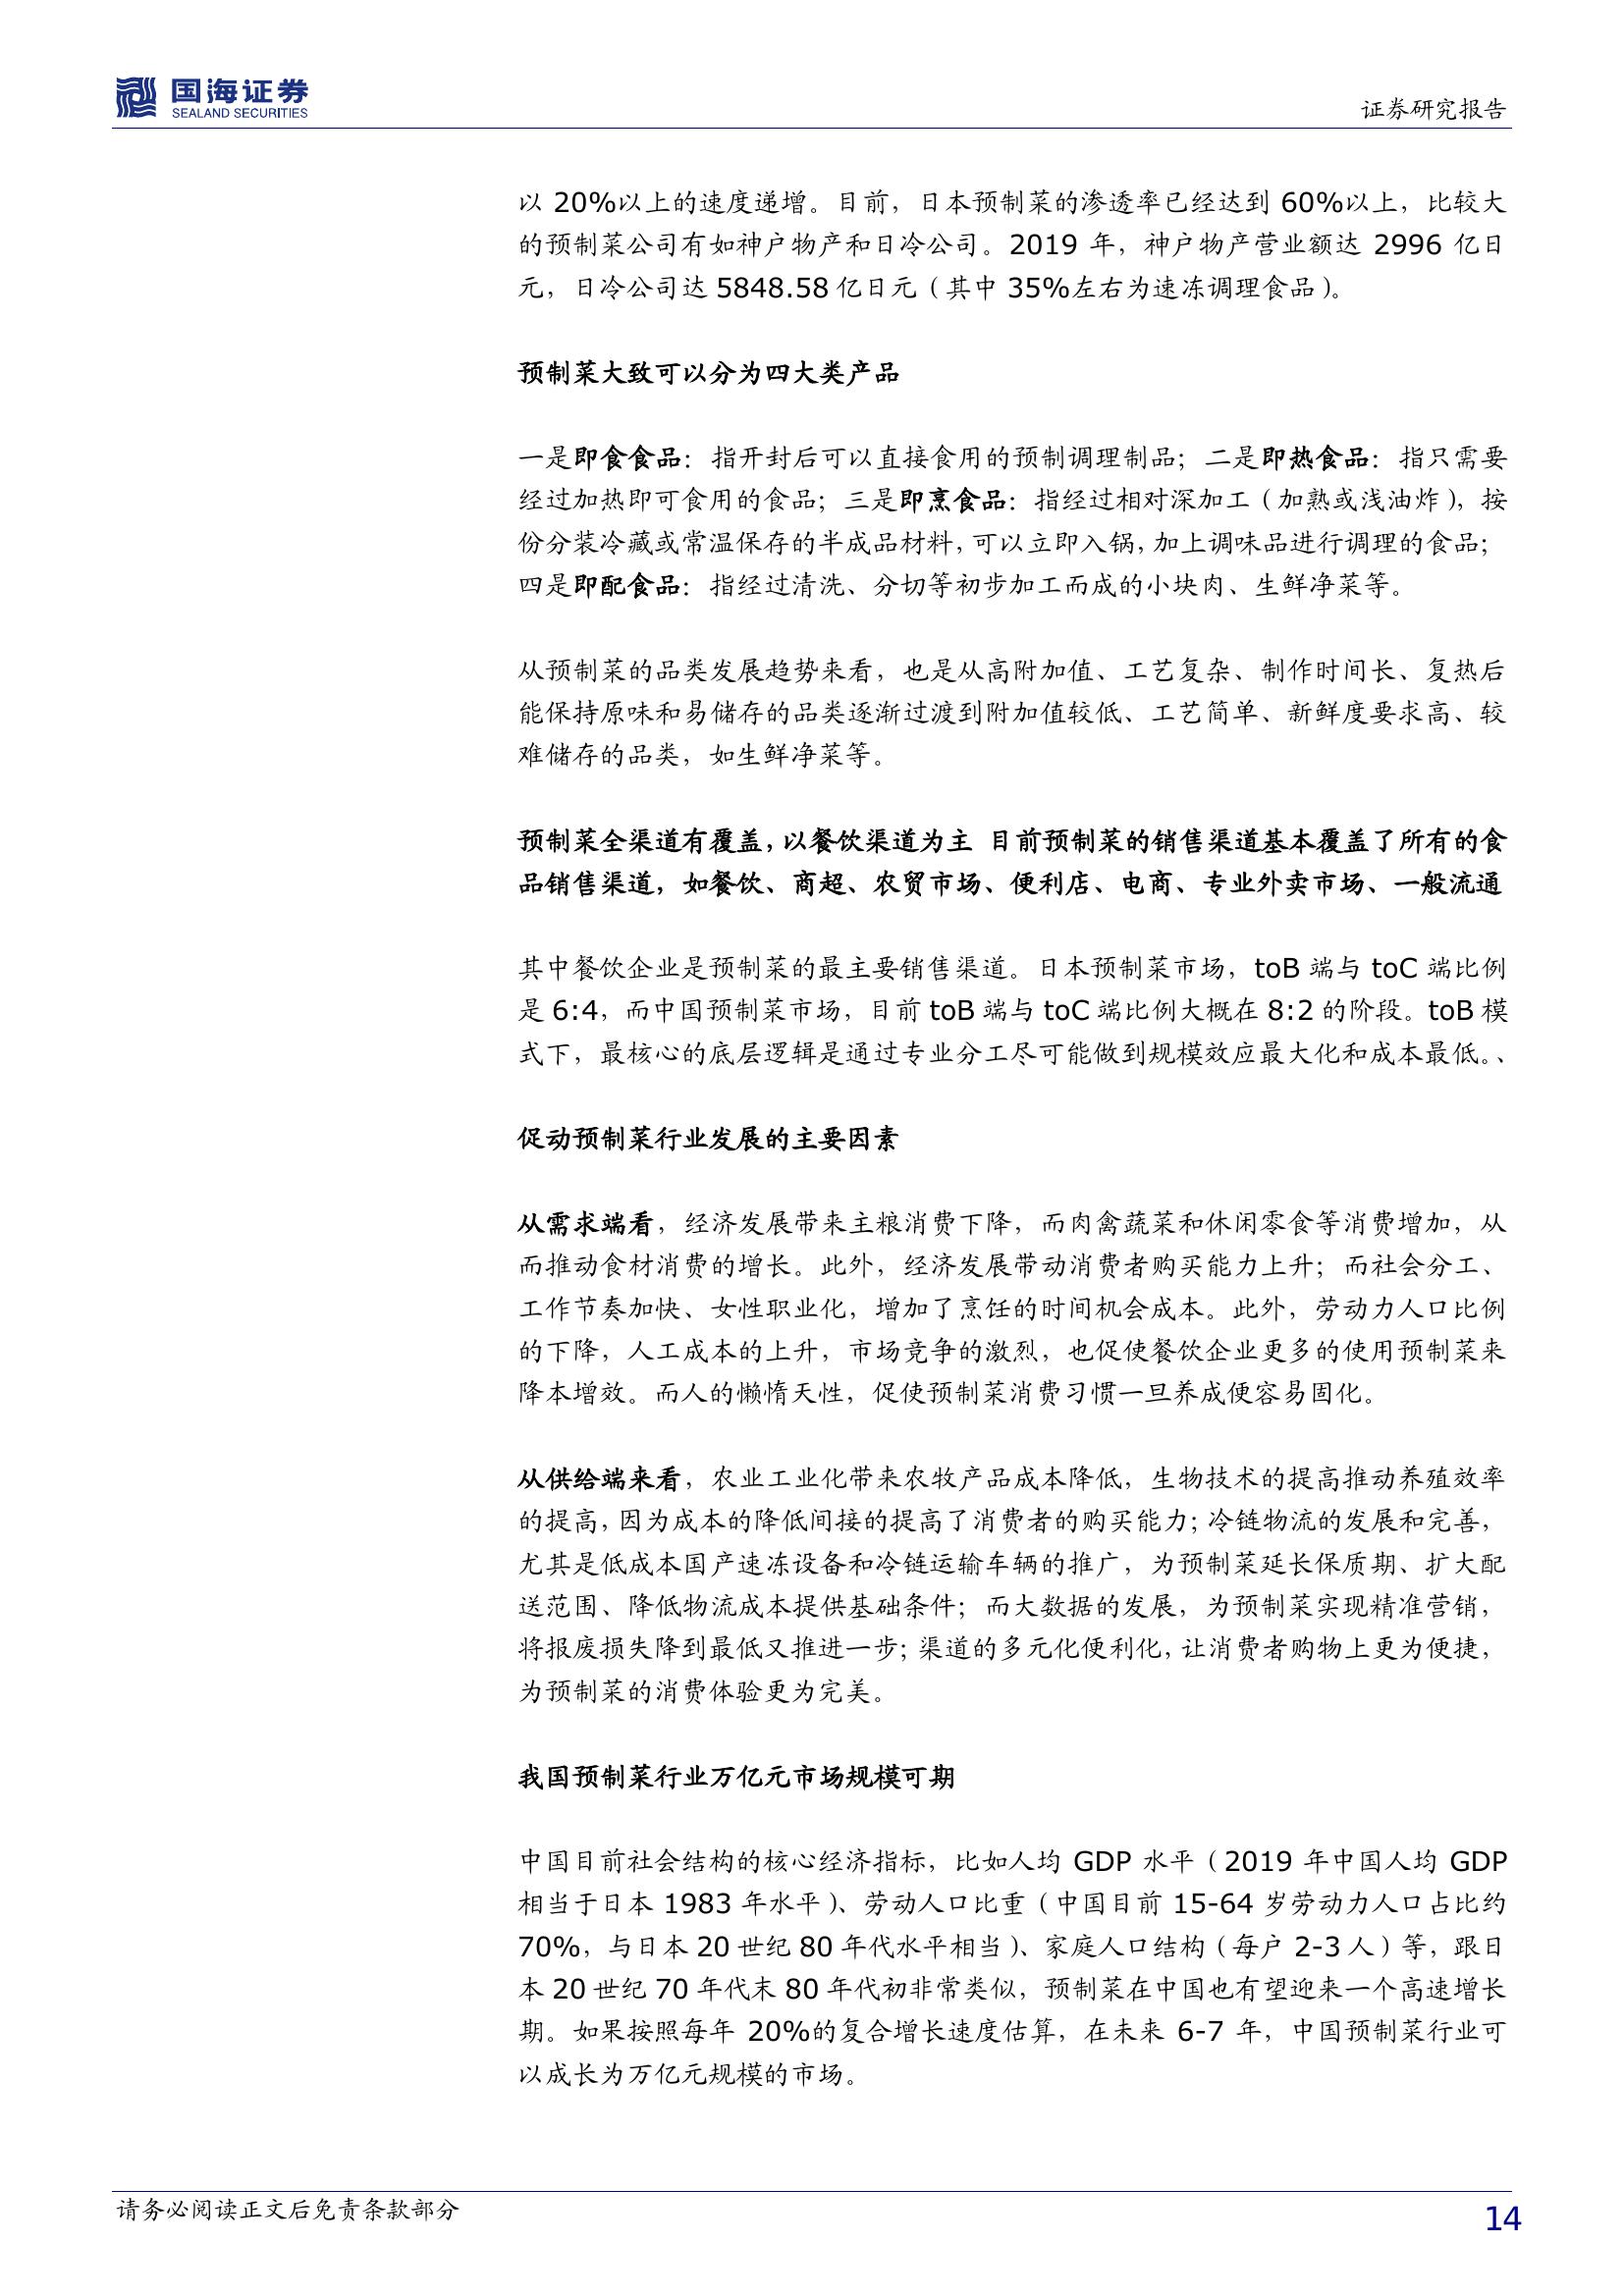 国海证券
SEALAND SECURITIES
证券研究报告
以 20%以上的速度递增。目前，日本预制菜的渗透率已经达到 60%以上，比较大
的预制菜公司有如神户物产和日冷公司。2019 年，神户物产营业额达 2996 亿日
元，日冷公司达 5848.58 亿日元（其中 35%左右为速冻调理食品）。
预制菜大致可以分为四大类产品
一是即食食品：指开封后可以直接食用的预制调理制品；二是即热食品：指只需要
经过加热即可食用的食品；三是即烹食品：指经过相对深加工（加熟或浅油炸），按
份分装冷藏或常温保存的半成品材料，可以立即入锅，加上调味品进行调理的食品；
四是即配食品：指经过清洗、分切等初步加工而成的小块肉、生鲜净菜等。
从预制菜的品类发展趋势来看，也是从高附加值、工艺复杂、制作时间长、复热后
能保持原味和易储存的品类逐渐过渡到附加值较低、工艺简单、新鲜度要求高、较
难储存的品类，如生鲜净菜等。
预制菜全渠道有覆盖，以餐饮渠道为主 目前预制菜的销售渠道基本覆盖了所有的食
品销售渠道，如餐饮、商超、农贸市场、便利店、电商、专业外卖市场、一般流通
其中餐饮企业是预制菜的最主要销售渠道。日本预制菜市场，toB 端与 toC 端比例
是 6:4，而中国预制菜市场，目前 toB 端与 toC 端比例大概在 8:2 的阶段。toB 模
式下，最核心的底层逻辑是通过专业分工尽可能做到规模效应最大化和成本最低。、
促动预制菜行业发展的主要因素
从需求端看，经济发展带来主粮消费下降，而肉禽蔬菜和休闲零食等消费增加，从
而推动食材消费的增长。此外，经济发展带动消费者购买能力上升；而社会分工、
工作节奏加快、女性职业化，增加了烹饪的时间机会成本。此外，劳动力人口比例
的下降，人工成本的上升，市场竞争的激烈，也促使餐饮企业更多的使用预制菜来
降本增效。而人的懒惰天性，促使预制菜消费习惯一旦养成便容易固化。
从供给端来看，农业工业化带来农牧产品成本降低，生物技术的提高推动养殖效率
的提高，因为成本的降低间接的提高了消费者的购买能力；冷链物流的发展和完善，
尤其是低成本国产速冻设备和冷链运输车辆的推广，为预制菜延长保质期、扩大配
送范围、降低物流成本提供基础条件；而大数据的发展，为预制菜实现精准营销，
将报废损失降到最低又推进一步；渠道的多元化便利化，让消费者购物上更为便捷，
为预制菜的消费体验更为完美。
我国预制菜行业万亿元市场规模可期
中国目前社会结构的核心经济指标，比如人均 GDP 水平（2019 年中国人均 GDP
相当于日本 1983 年水平）、劳动人口比重（中国目前 15-64 岁劳动力人口占比约
70%，与日本 20 世纪 80 年代水平相当）、家庭人口结构（每户 2-3 人）等，跟日
本 20 世纪 70 年代末 80 年代初非常类似，预制菜在中国也有望迎来一个高速增长
期。如果按照每年 20%的复合增长速度估算，在未来 6-7 年，中国预制菜行业可
以成长为万亿元规模的市场。
请务必阅读正文后免责条款部分
14